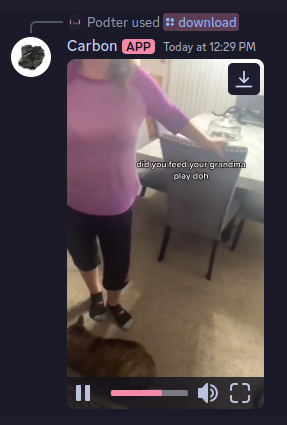 Podter used download
Carbon APP Today at 12:29 PM
did you feed your grandma
play doh